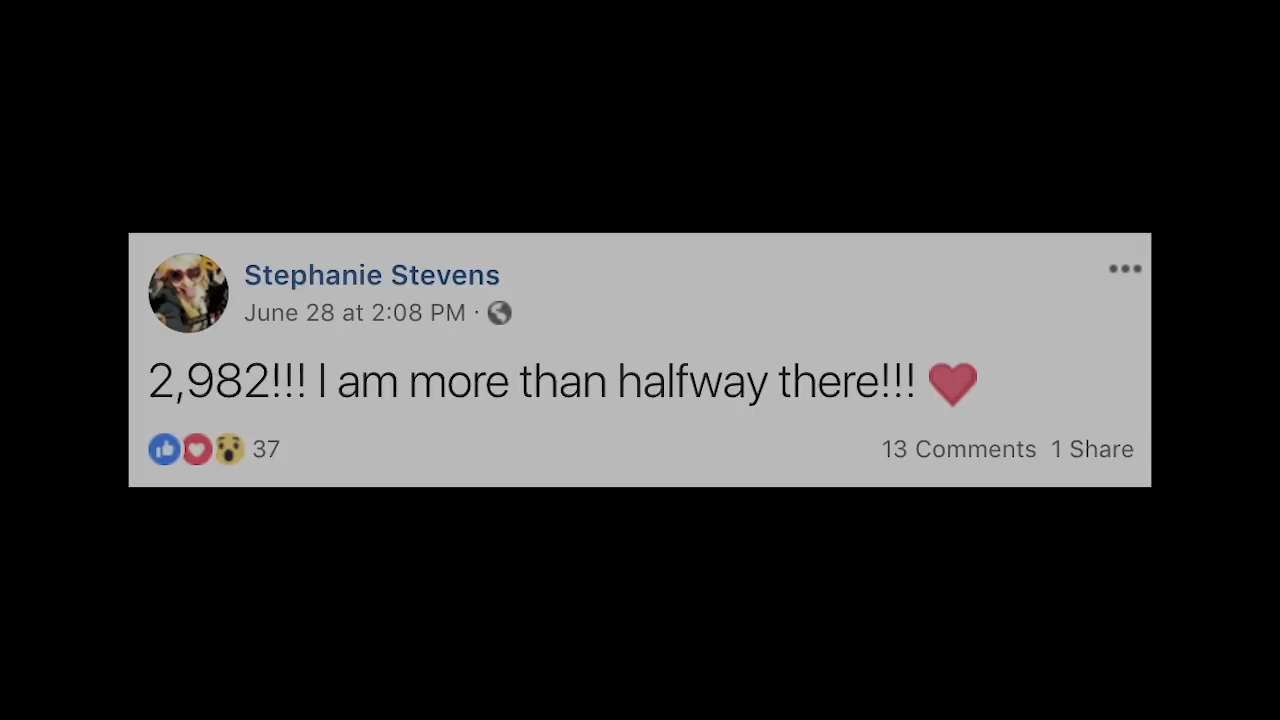 Stephanie Stevens
June 28 at 2:08 PM ·
2,982!!! I am more than halfway there!!! ❤
37 13 Comments 1 Share